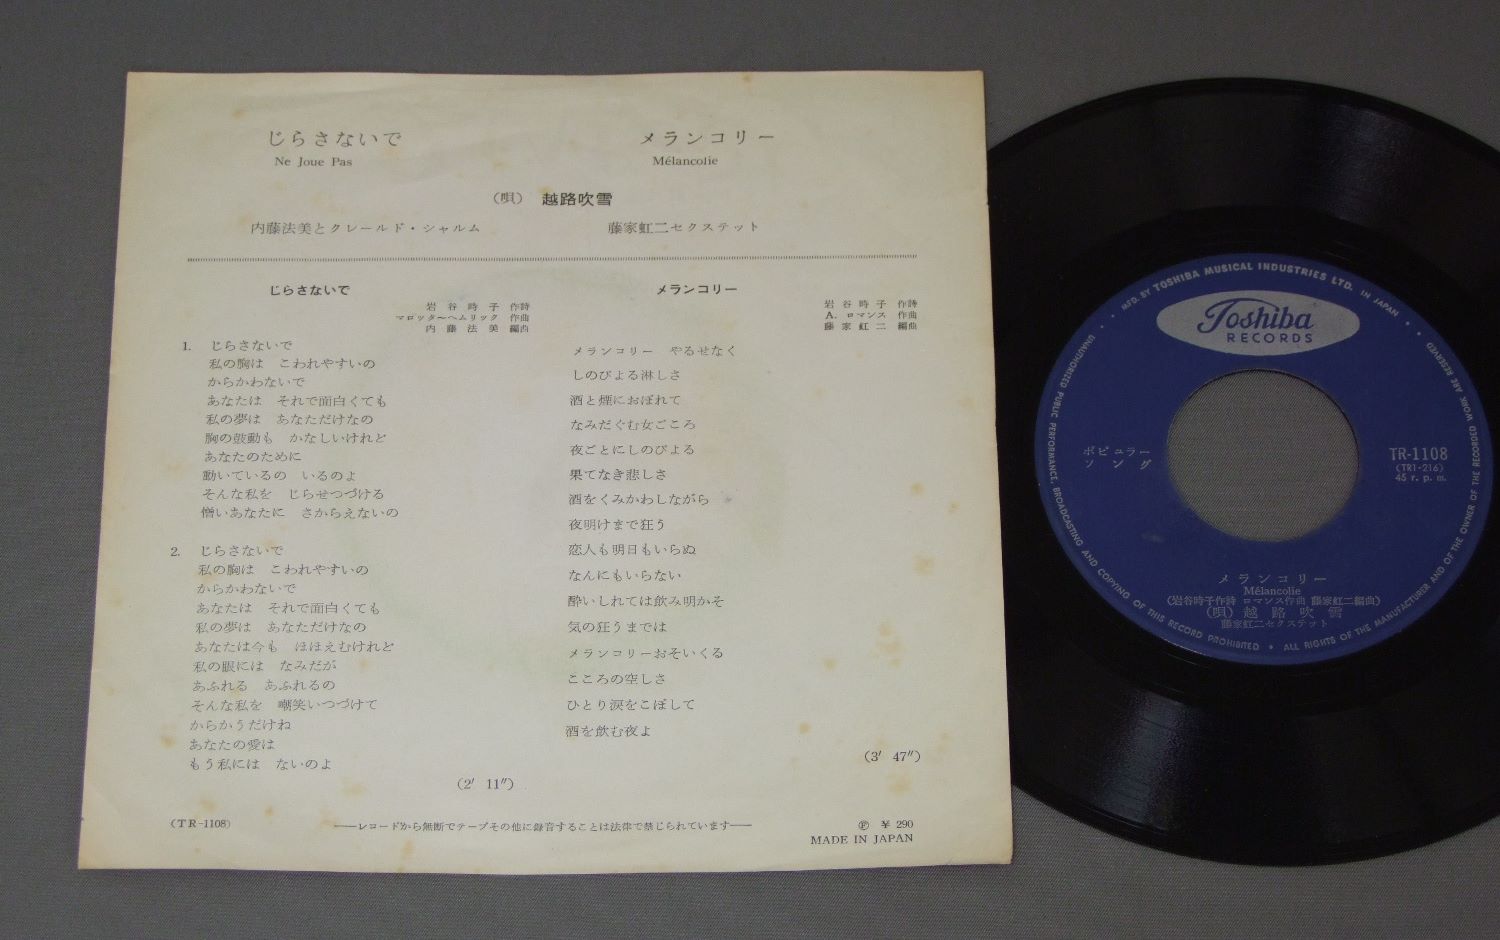 じらさないで
Ne Joue Pas
メランコリー
Mélancolie
(唄) 越路吹雪
内藤法美とクレールド・シャルム
藤家虹二セクステット
じらさないで
岩谷時子 作詩
マロッタ〜ヘムリック 作曲
内藤法美 編曲
1. じらさないで
私の胸は こわれやすいの
からかわないで
あなたは それで面白くても
私の夢は あなただけなの
胸の鼓動も かなしいけれど
あなたのために
動いているの いるのよ
そんな私を じらせつづける
憎いあなたに さからえないの
2. じらさないで
私の胸は こわれやすいの
からかわないで
あなたは それで面白くても
私の夢は あなただけなの
あなたは今も ほほえむけれど
私の眼には なみだが
あふれる あふれるの
そんな私を 嘲笑いつづけて
からかうだけね
あなたの愛は
もう私には ないのよ
(2′ 11″)
メランコリー
岩谷時子 作詩
A. ロマンス 作曲
藤家虹二 編曲
メランコリー やるせなく
しのびよる淋しさ
酒と煙におぼれて
なみだぐむ女ごころ
夜ごとにしのびよる
果てなき悲しさ
酒をくみかわしながら
夜明けまで狂う
恋人も明日もいらぬ
なんにもいらない
酔いしれては飲み明かそ
気の狂うまでは
メランコリーおそいくる
こころの空しさ
ひとり涙をこぼして
酒を飲む夜よ
(3′ 47″)
(TR-1108)
——レコードから無断でテープその他に録音することは法律で禁じられています——
Ⓟ ¥ 290
MADE IN JAPAN
MFD. BY TOSHIBA MUSICAL INDUSTRIES LTD. IN JAPAN
UNAUTHORIZED PUBLIC PERFORMANCE, BROADCASTING AND COPYING OF THIS RECORD PROHIBITED • ALL RIGHTS OF THE MANUFACTURER AND OF THE OWNER OF THE RECORDED WORK ARE RESERVED
Toshiba
RECORDS
ポピュラー
ソング
TR-1108
(TR1-216)
45 r. p. m.
メランコリー
Mélancolie
(岩谷時子作詩 ロマンス作曲 藤家虹二編曲)
(唄) 越路吹雪
藤家虹二セクステット